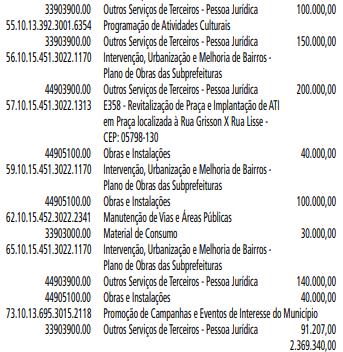 33903900.00 Outros Serviços de Terceiros - Pessoa Jurídica 100.000,00
55.10.13.392.3001.6354 Programação de Atividades Culturais
33903900.00 Outros Serviços de Terceiros - Pessoa Jurídica 150.000,00
56.10.15.451.3022.1170 Intervenção, Urbanização e Melhoria de Bairros -
Plano de Obras das Subprefeituras
44903900.00 Outros Serviços de Terceiros - Pessoa Jurídica 200.000,00
57.10.15.451.3022.1313 E358 - Revitalização de Praça e Implantação de ATI
em Praça localizada à Rua Grisson X Rua Lisse -
CEP: 05798-130
44905100.00 Obras e Instalações 40.000,00
59.10.15.451.3022.1170 Intervenção, Urbanização e Melhoria de Bairros -
Plano de Obras das Subprefeituras
44905100.00 Obras e Instalações 100.000,00
62.10.15.452.3022.2341 Manutenção de Vias e Áreas Públicas
33903000.00 Material de Consumo 30.000,00
65.10.15.451.3022.1170 Intervenção, Urbanização e Melhoria de Bairros -
Plano de Obras das Subprefeituras
44903900.00 Outros Serviços de Terceiros - Pessoa Jurídica 140.000,00
44905100.00 Obras e Instalações 40.000,00
73.10.13.695.3015.2118 Promoção de Campanhas e Eventos de Interesse do Município
33903900.00 Outros Serviços de Terceiros - Pessoa Jurídica 91.207,00
2.369.340,00